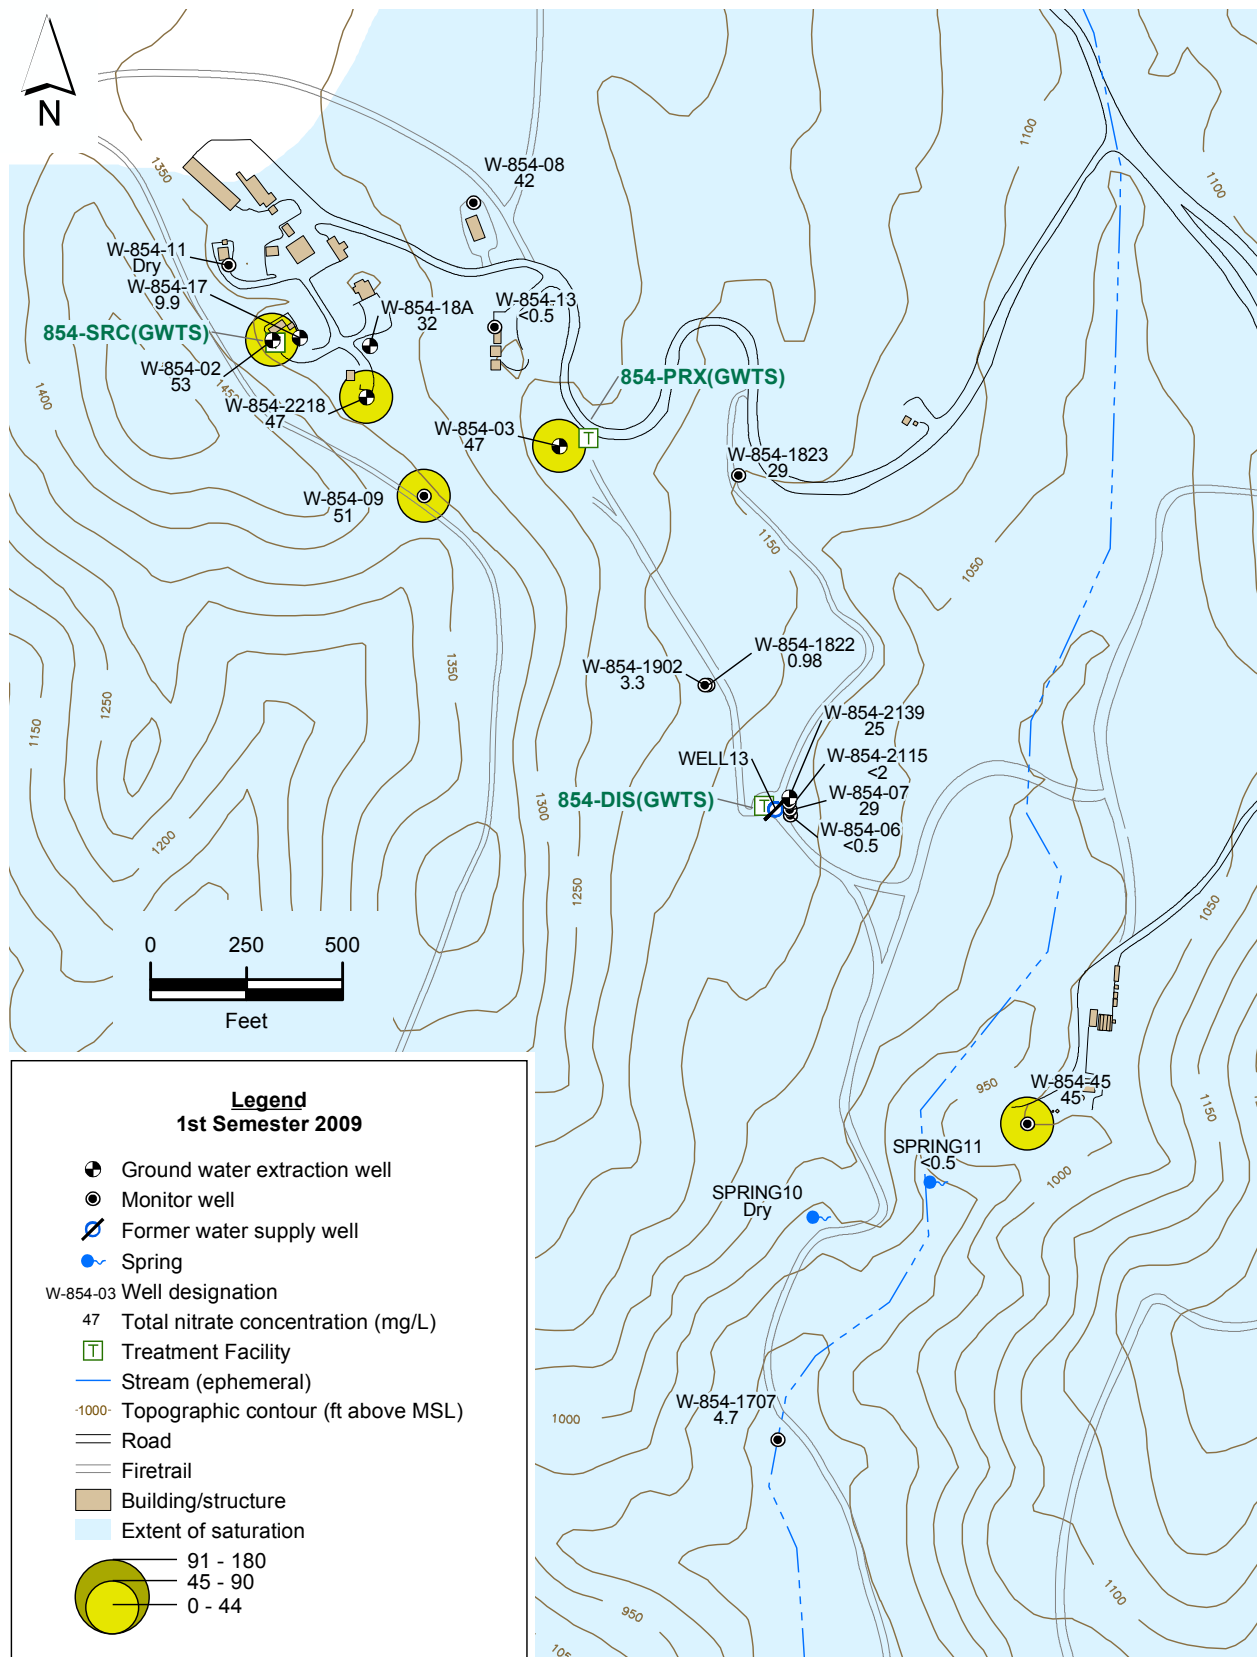 N
1350
1100
1100
W-854-08
42
W-854-11
Dry
W-854-17
9.9
W-854-18A
32
W-854-13
<0.5
854-SRC(GWTS)
W-854-02
53
854-PRX(GWTS)
1400
1450
W-854-2218
47
W-854-03
47
W-854-1823
29
W-854-09
51
1150
1050
W-854-1822
0.98
W-854-1902
3.3
1350
1250
1150
W-854-2139
25
WELL13
W-854-2115
<2
854-DIS(GWTS)
W-854-07
29
W-854-06
<0.5
1300
1200
1250
1050
0 250 500
Feet
950
W-854-45
45
1150
SPRING11
<0.5
1000
SPRING10
Dry
Legend
1st Semester 2009
Ground water extraction well
Monitor well
Former water supply well
Spring
W-854-03 Well designation
47 Total nitrate concentration (mg/L)
T Treatment Facility
Stream (ephemeral)
-1000- Topographic contour (ft above MSL)
Road
Firetrail
Building/structure
Extent of saturation
91 - 180
45 - 90
0 - 44
W-854-1707
4.7
1000
1100
950
T
T